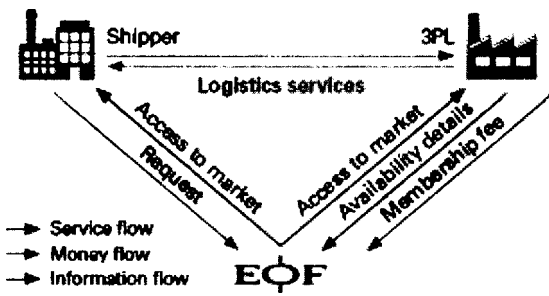 Shipper
3PL
Logistics services
Access to market
Request
Access to market
Availability details
Membership fee
Service flow
Money flow
Information flow
EOF